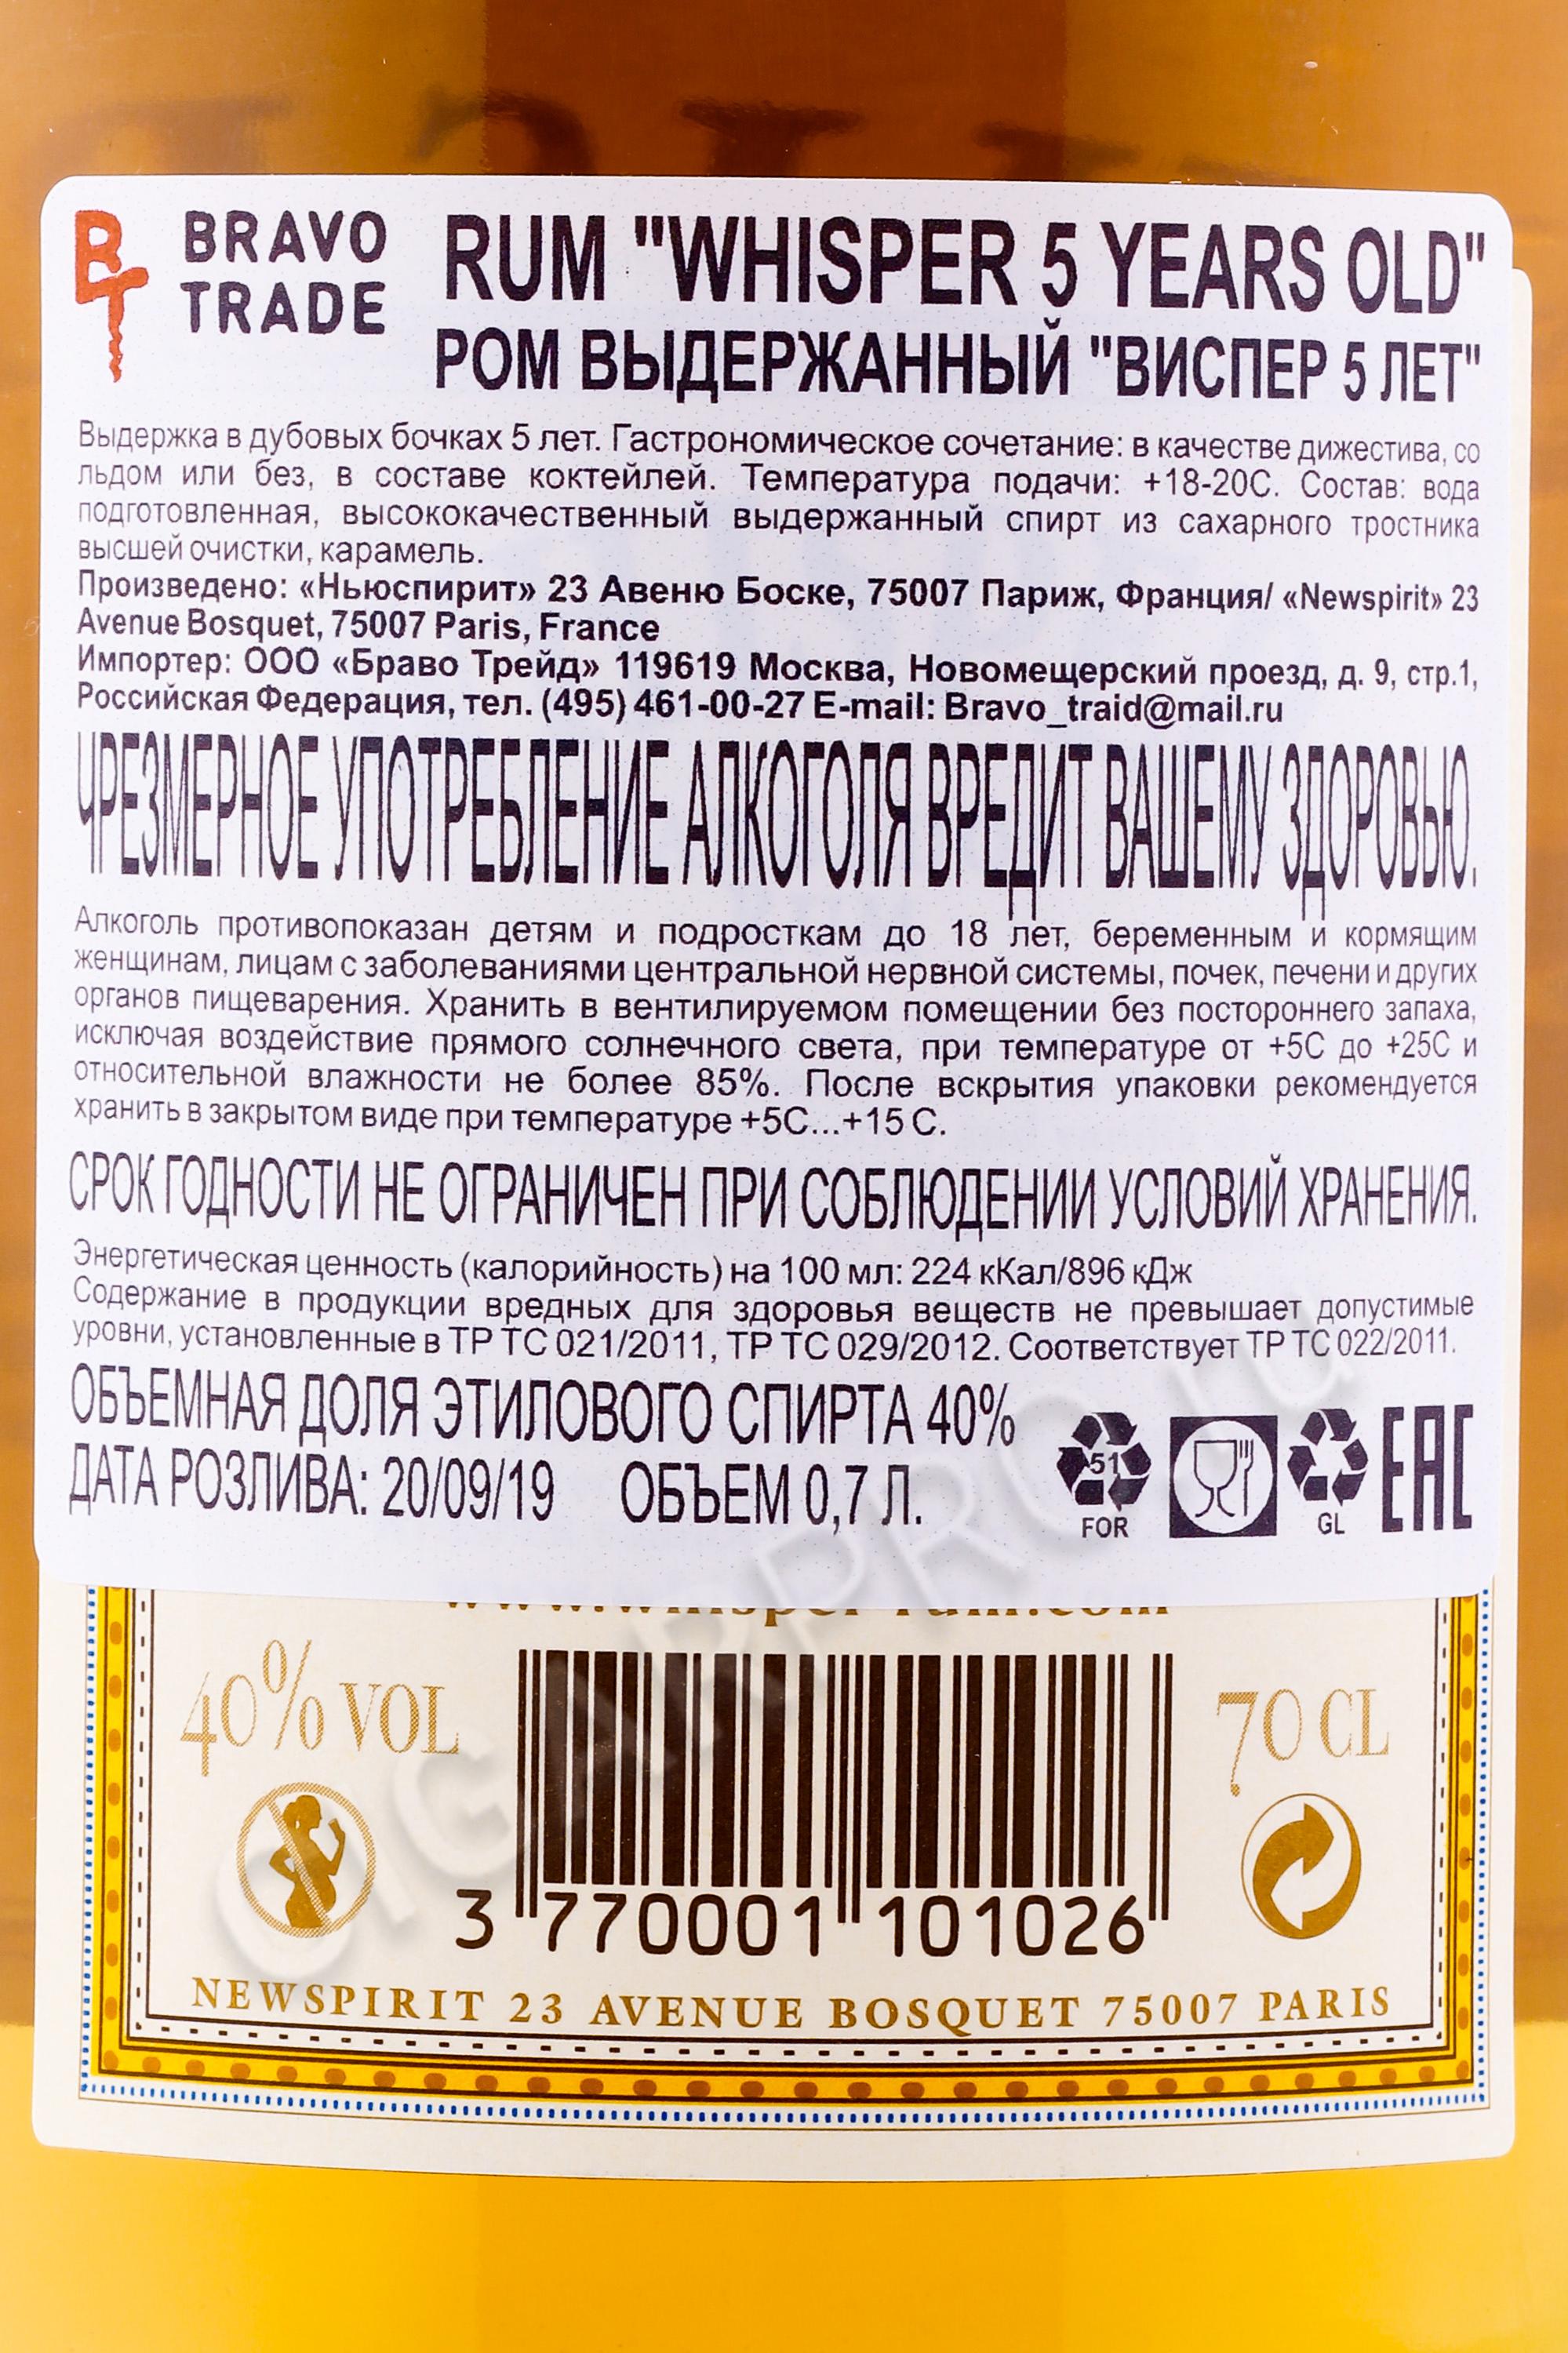 BRAVO TRADE
RUM "WHISPER 5 YEARS OLD"
РОМ ВЫДЕРЖАННЫЙ "ВИСПЕР 5 ЛЕТ"
Выдержка в дубовых бочках 5 лет. Гастрономическое сочетание: в качестве дижестива, со
льдом или без, в составе коктейлей. Температура подачи: +18-20С. Состав: вода
подготовленная, высококачественный выдержанный спирт из сахарного тростника
высшей очистки, карамель.
Произведено: «Ньюспирит» 23 Авеню Боске, 75007 Париж, Франция/ «Newspirit» 23
Avenue Bosquet, 75007 Paris, France
Импортер: ООО «Браво Трейд» 119619 Москва, Новомещерский проезд, д. 9, стр.1,
Российская Федерация, тел. (495) 461-00-27 E-mail: Bravo_traid@mail.ru
ЧРЕЗМЕРНОЕ УПОТРЕБЛЕНИЕ АЛКОГОЛЯ ВРЕДИТ ВАШЕМУ ЗДОРОВЬЮ.
Алкоголь противопоказан детям и подросткам до 18 лет, беременным и кормящим
женщинам, лицам с заболеваниями центральной нервной системы, почек, печени и других
органов пищеварения. Хранить в вентилируемом помещении без постороннего запаха,
исключая воздействие прямого солнечного света, при температуре от +5С до +25С и
относительной влажности не более 85%. После вскрытия упаковки рекомендуется
хранить в закрытом виде при температуре +5С...+15 С.
СРОК ГОДНОСТИ НЕ ОГРАНИЧЕН ПРИ СОБЛЮДЕНИИ УСЛОВИЙ ХРАНЕНИЯ.
Энергетическая ценность (калорийность) на 100 мл: 224 кКал/896 кДж
Содержание в продукции вредных для здоровья веществ не превышает допустимые
уровни, установленные в ТР ТС 021/2011, ТР ТС 029/2012. Соответствует ТР ТС 022/2011.
ОБЪЕМНАЯ ДОЛЯ ЭТИЛОВОГО СПИРТА 40%
ДАТА РОЗЛИВА: 20/09/19 ОБЪЕМ 0,7 Л.
51
FOR
GL
EAC
www.whisper-rum.com
40% VOL
70 CL
3 770001 101026
NEWSPIRIT 23 AVENUE BOSQUET 75007 PARIS
CIGARPRO.ru